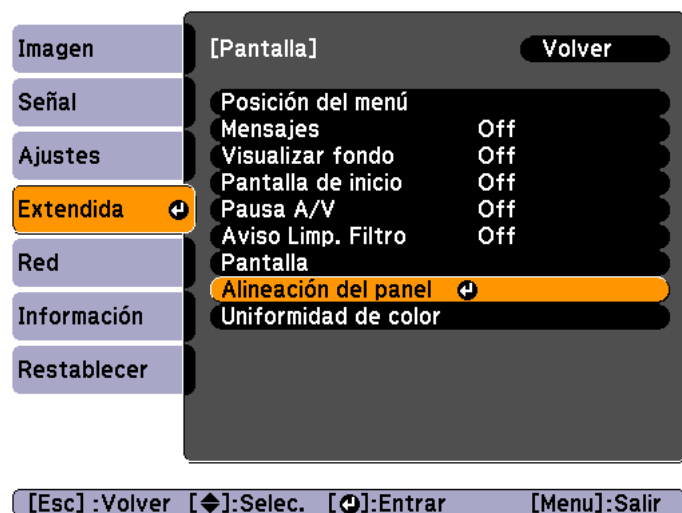 Imagen
Señal
Ajustes
Extendida
Red
Información
Restablecer
[Pantalla] Volver
Posición del menú
Mensajes Off
Visualizar fondo Off
Pantalla de inicio Off
Pausa A/V Off
Aviso Limp. Filtro Off
Pantalla
Alineación del panel
Uniformidad de color
[Esc] :Volver [◆]:Selec. [↵]:Entrar [Menu]:Salir